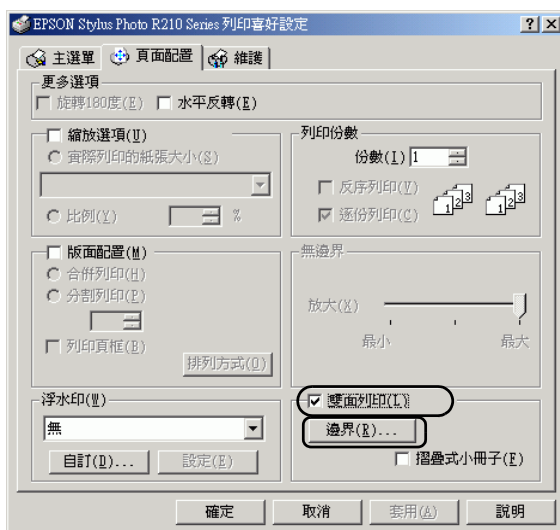 EPSON Stylus Photo R210 Series 列印喜好設定
主選單 頁面配置 維護
更多選項
旋轉180度(E) 水平反轉(E)
縮放選項(U)
實際列印的紙張大小(S)
比例(Y) %
列印份數
份數(I) 1
反序列印(V)
逐份列印(C)
1 2 3 1 2 3
版面配置(M)
合併列印(H)
分割列印(P)
列印頁框(B)
排列方式(O)
無邊界
放大(X)
最小 最大
浮水印(W)
無
自訂(D)... 設定(E)
雙面列印(L)
邊界(R)...
摺疊式小冊子(F)
確定 取消 套用(A) 說明